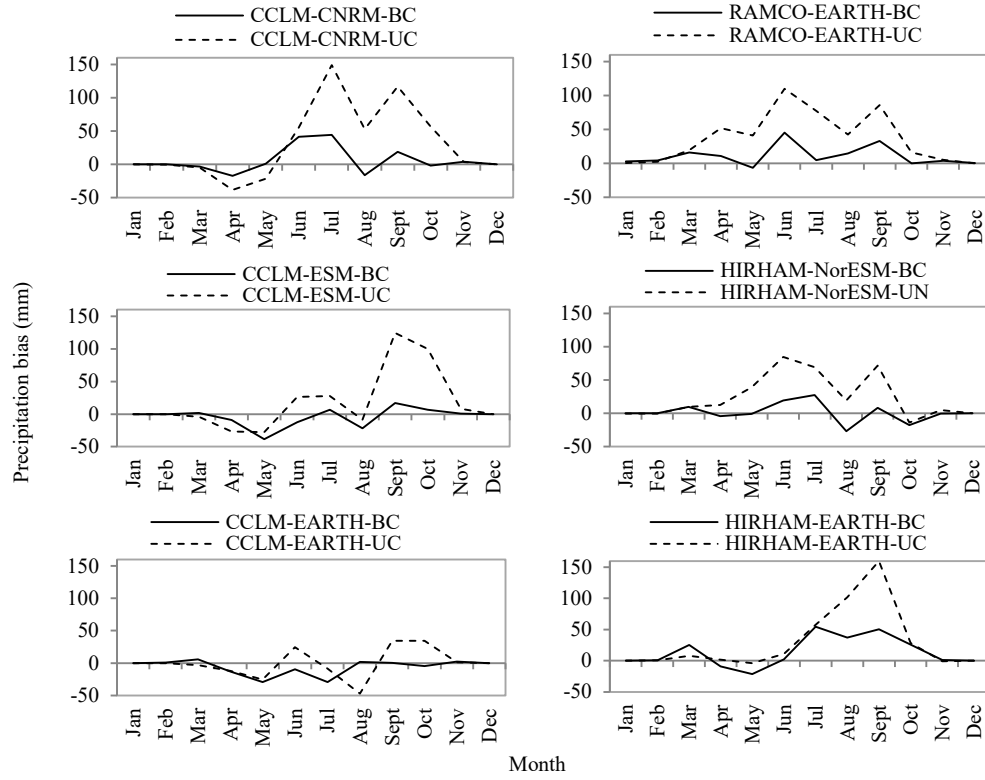 CCLM-CNRM-BC
CCLM-CNRM-UC
150
100
50
0
-50
Jan Feb Mar Apr May Jun Jul Aug Sept Oct Nov Dec
RAMCO-EARTH-BC
RAMCO-EARTH-UC
150
100
50
0
-50
Jan Feb Mar Apr May Jun Jul Aug Sept Oct Nov Dec
Precipitation bias (mm)
CCLM-ESM-BC
CCLM-ESM-UC
150
100
50
0
-50
Jan Feb Mar Apr May Jun Jul Aug Sept Oct Nov Dec
HIRHAM-NorESM-BC
HIRHAM-NorESM-UN
150
100
50
0
-50
Jan Feb Mar Apr May Jun Jul Aug Sept Oct Nov Dec
CCLM-EARTH-BC
CCLM-EARTH-UC
150
100
50
0
-50
Jan Feb Mar Apr May Jun Jul Aug Sept Oct Nov Dec
HIRHAM-EARTH-BC
HIRHAM-EARTH-UC
150
100
50
0
-50
Jan Feb Mar Apr May Jun Jul Aug Sept Oct Nov Dec
Month